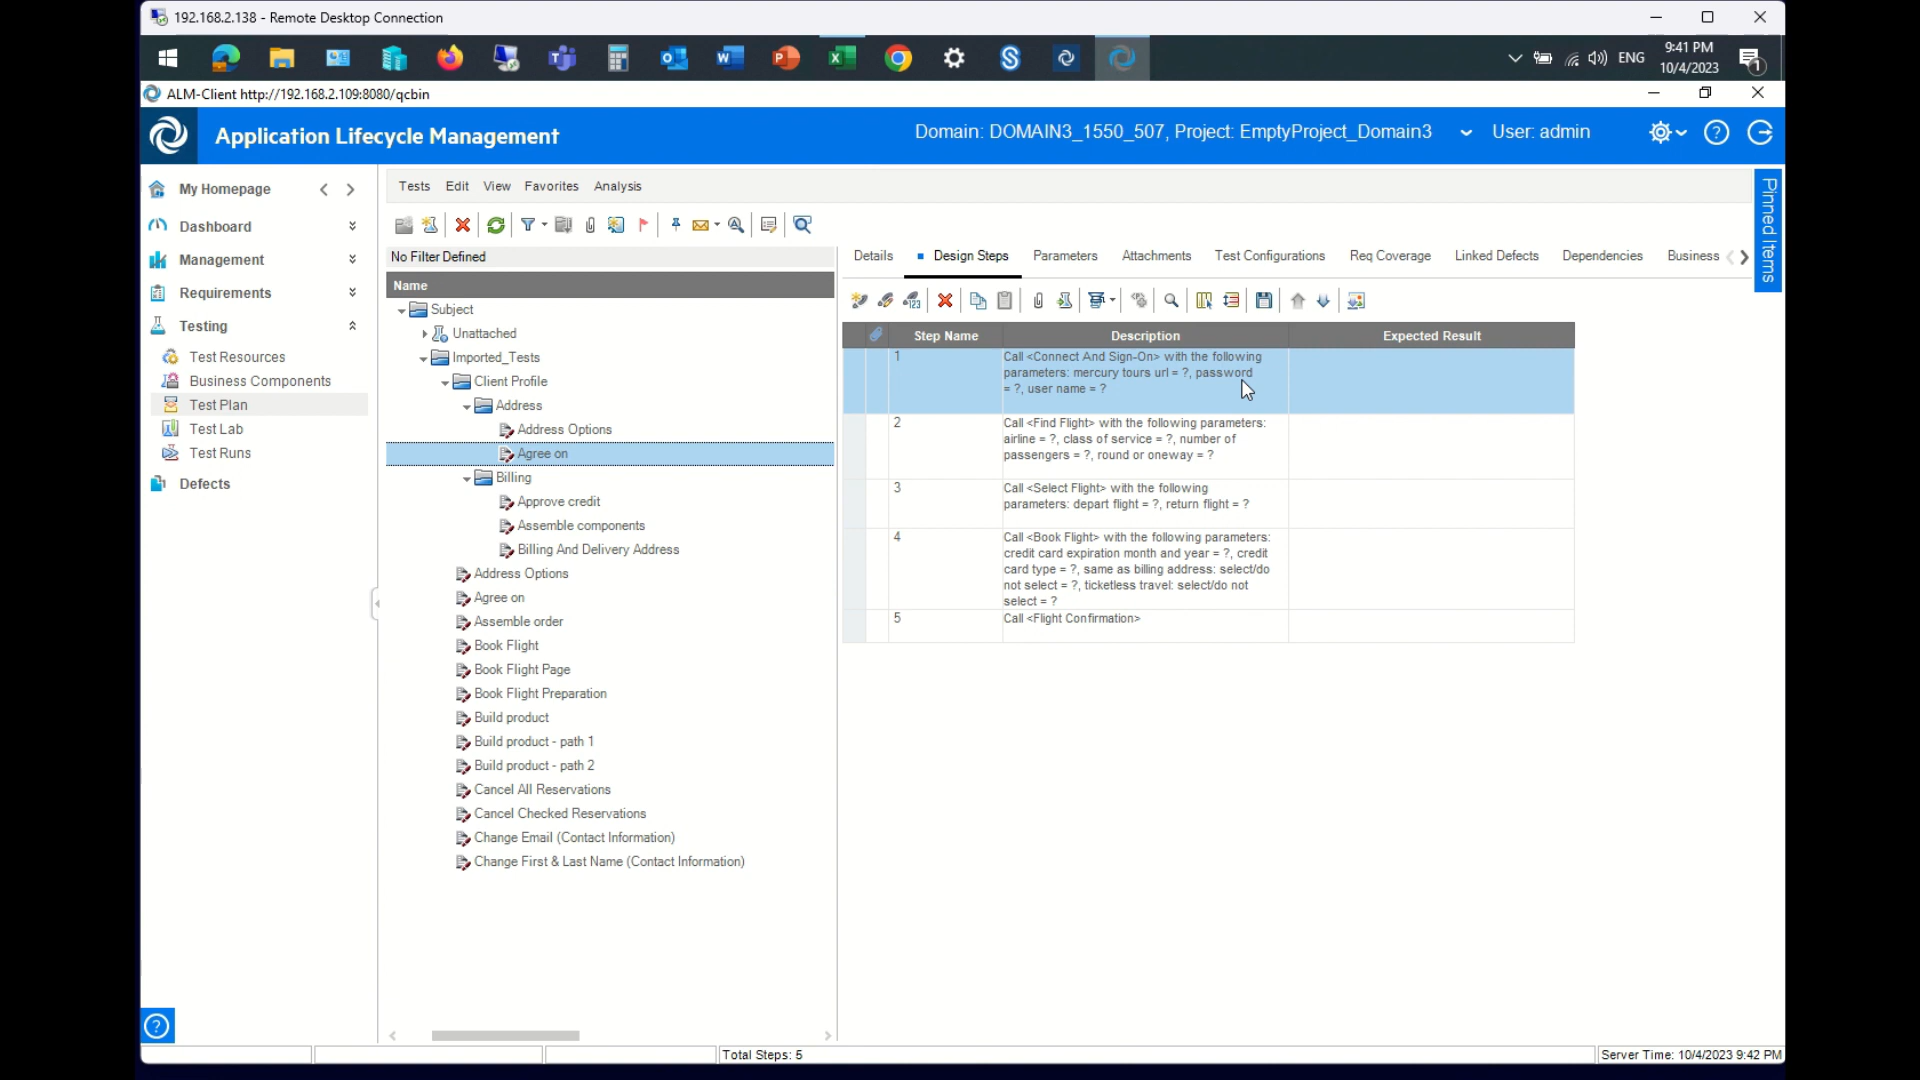 192.168.2.138 - Remote Desktop Connection
ENG
9:41 PM
10/4/2023
1
ALM-Client http://192.168.2.109:8080/qcbin
Application Lifecycle Management
Domain: DOMAIN3_1550_507, Project: EmptyProject_Domain3
User: admin
My Homepage
Dashboard
Management
Requirements
Testing
Test Resources
Business Components
Test Plan
Test Lab
Test Runs
Defects
Tests Edit View Favorites Analysis
No Filter Defined
Name
Subject
Unattached
Imported_Tests
Client Profile
Address
Address Options
Agree on
Billing
Approve credit
Assemble components
Billing And Delivery Address
Address Options
Agree on
Assemble order
Book Flight
Book Flight Page
Book Flight Preparation
Build product
Build product - path 1
Build product - path 2
Cancel All Reservations
Cancel Checked Reservations
Change Email (Contact Information)
Change First & Last Name (Contact Information)
Details Design Steps Parameters Attachments Test Configurations Req Coverage Linked Defects Dependencies Business
Pinned Items
Step Name Description Expected Result
1
Call <Connect And Sign-On> with the following
parameters: mercury tours url = ?, password
= ?, user name = ?
2
Call <Find Flight> with the following parameters:
airline = ?, class of service = ?, number of
passengers = ?, round or oneway = ?
3
Call <Select Flight> with the following
parameters: depart flight = ?, return flight = ?
4
Call <Book Flight> with the following parameters:
credit card expiration month and year = ?, credit
card type = ?, same as billing address: select/do
not select = ?, ticketless travel: select/do not
select = ?
5
Call <Flight Confirmation>
Total Steps: 5
Server Time: 10/4/2023 9:42 PM